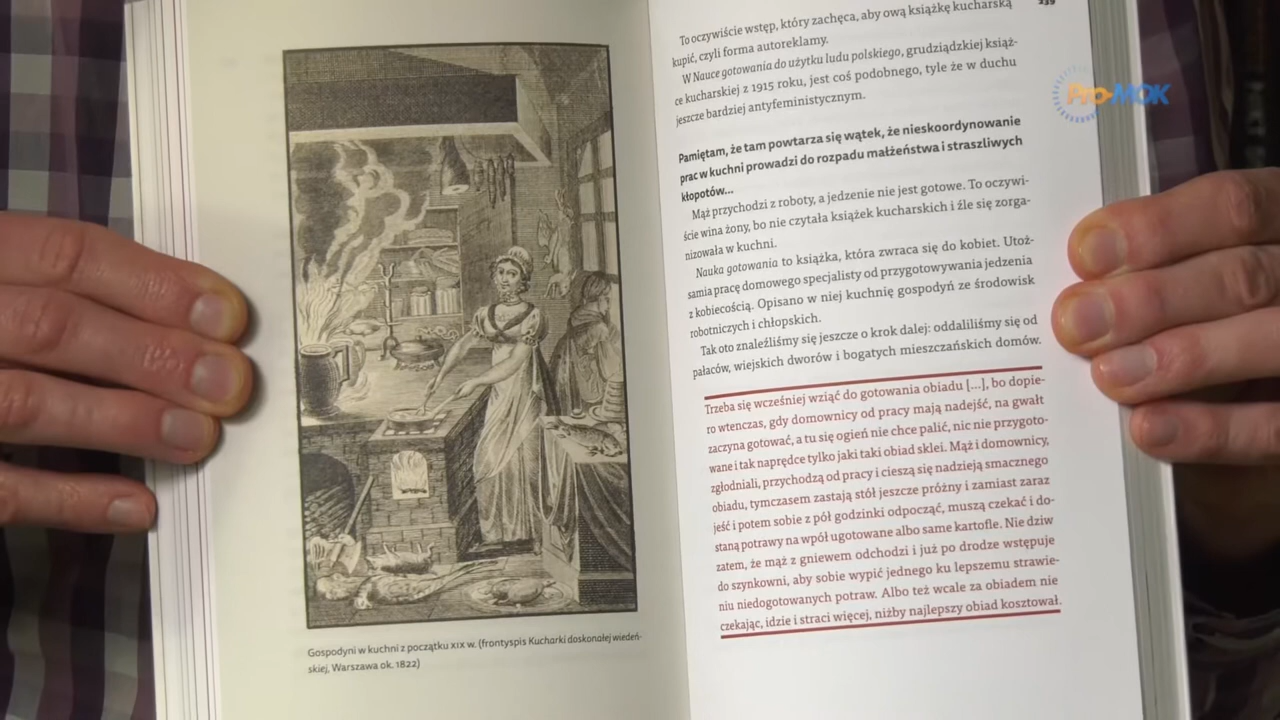 Gospodyni w kuchni z początku XIX w. (frontyspis Kucharki doskonałej wiedeń-
skiej, Warszawa ok. 1822)
239
To oczywiście wstęp, który zachęca, aby ową książkę kucharską
kupić, czyli forma autoreklamy.
W Nauce gotowania do użytku ludu polskiego, grudziądzkiej książ-
ce kucharskiej z 1915 roku, jest coś podobnego, tyle że w duchu
jeszcze bardziej antyfeministycznym.
Pamiętam, że tam powtarza się wątek, że nieskoordynowanie
prac w kuchni prowadzi do rozpadu małżeństwa i straszliwych
kłopotów...
Mąż przychodzi z roboty, a jedzenie nie jest gotowe. To oczywi-
ście wina żony, bo nie czytała książek kucharskich i źle się zorga-
nizowała w kuchni.
Nauka gotowania to książka, która zwraca się do kobiet. Utoż-
samia pracę domowego specjalisty od przygotowywania jedzenia
z kobiecością. Opisano w niej kuchnię gospodyń ze środowisk
robotniczych i chłopskich.
Tak oto znaleźliśmy się jeszcze o krok dalej: oddaliliśmy się od
pałaców, wiejskich dworów i bogatych mieszczańskich domów.
Trzeba się wcześniej wziąć do gotowania obiadu [...], bo dopie-
ro wtenczas, gdy domownicy od pracy mają nadejść, na gwałt
zaczyna gotować, a tu się ogień nie chce palić, nic nie przygoto-
wane i tak naprędce tylko jaki taki obiad sklei. Mąż i domownicy,
zgłodniali, przychodzą od pracy i cieszą się nadzieją smacznego
obiadu, tymczasem zastają stół jeszcze próżny i zamiast zaraz
jeść i potem sobie z pół godzinki odpocząć, muszą czekać i do-
staną potrawy na wpół ugotowane albo same kartofle. Nie dziw
zatem, że mąż z gniewem odchodzi i już po drodze wstępuje
do szynkowni, aby sobie wypić jednego ku lepszemu strawie-
niu niedogotowanych potraw. Albo też wcale za obiadem nie
czekając, idzie i straci więcej, niżby najlepszy obiad kosztował.
Pro-MOK